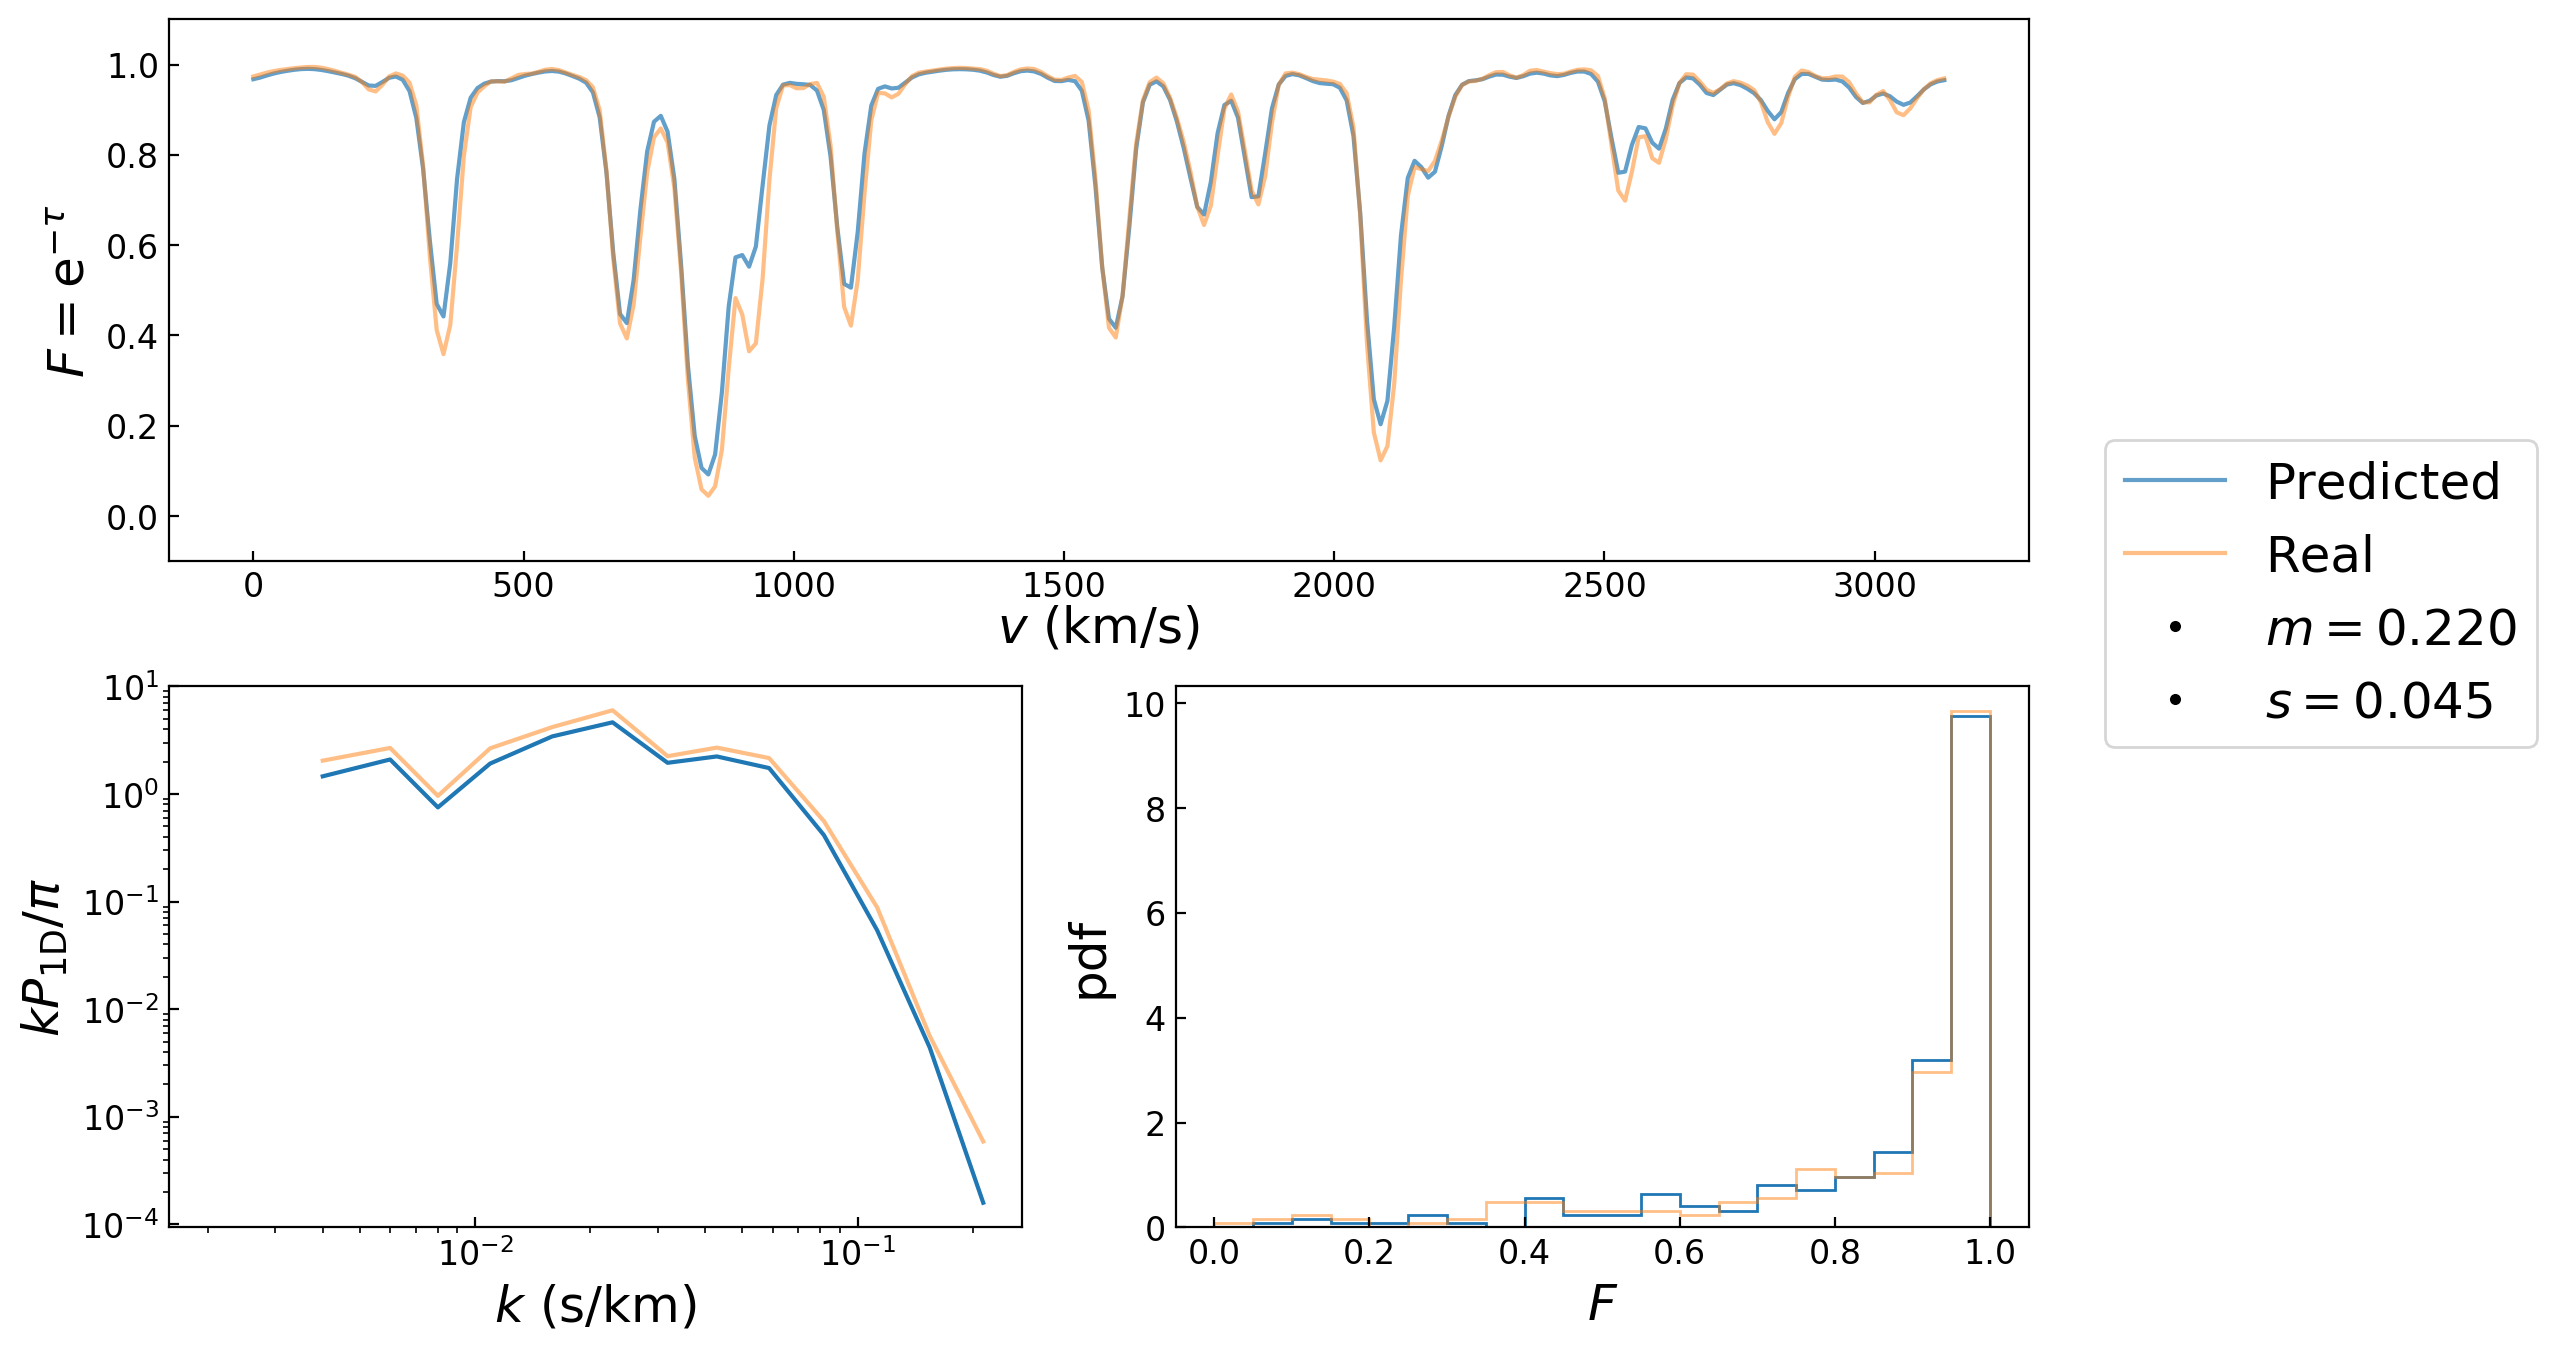 F = e^{−τ}
1.0
0.8
0.6
0.4
0.2
0.0
0 500 1000 1500 2000 2500 3000
v (km/s)
Predicted
Real
m = 0.220
s = 0.045
kP_{1D}/π
10^1
10^0
10^{−1}
10^{−2}
10^{−3}
10^{−4}
10^{−2} 10^{−1}
k (s/km)
pdf
10
8
6
4
2
0
0.0 0.2 0.4 0.6 0.8 1.0
F